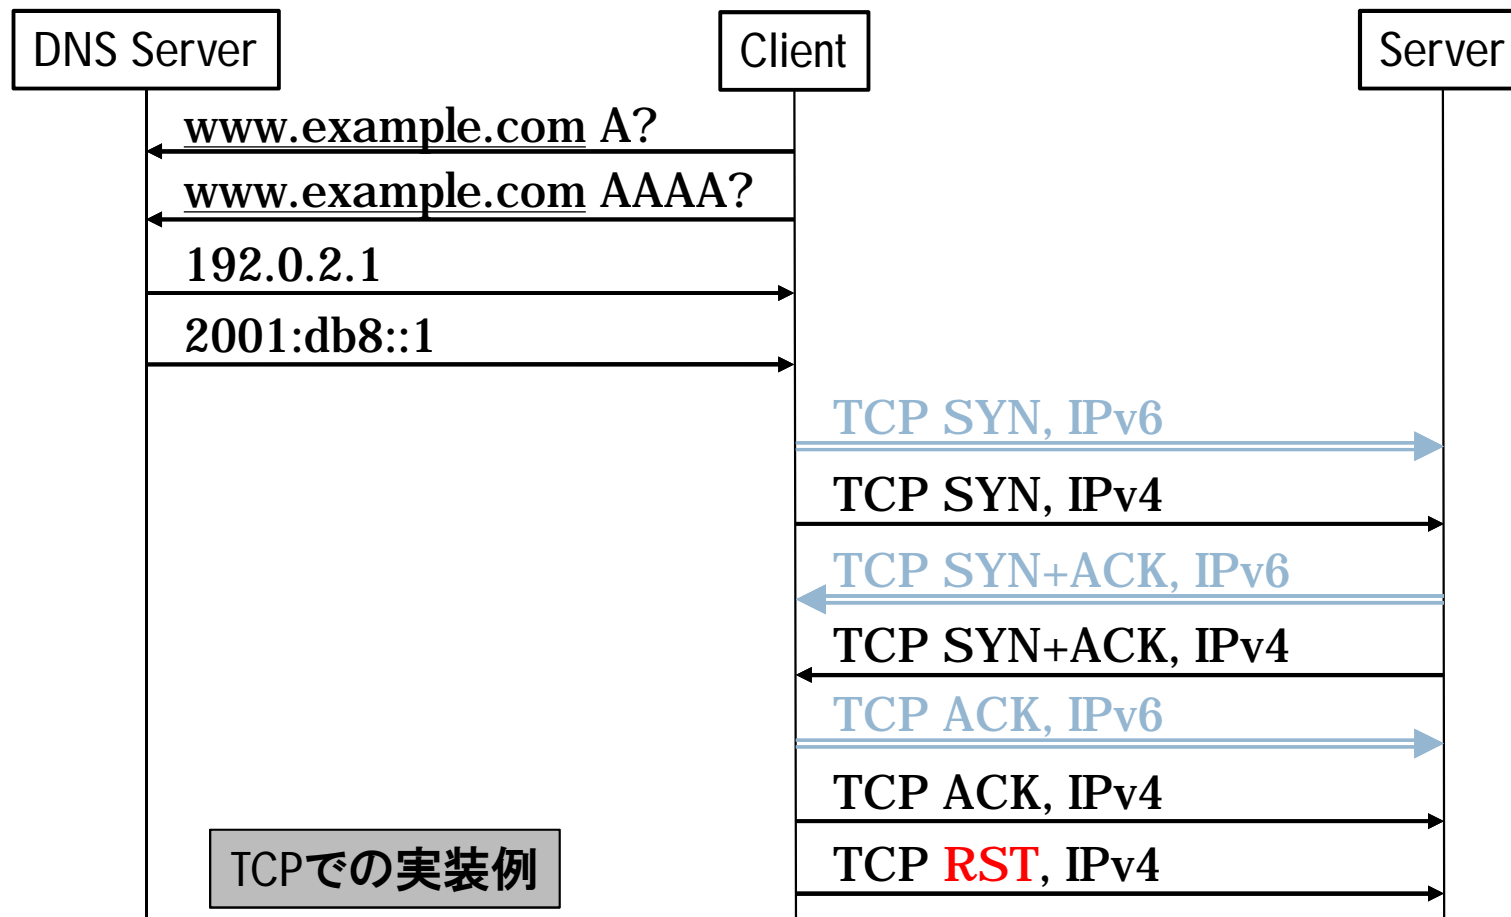 DNS Server
Client
Server
www.example.com A?
www.example.com AAAA?
192.0.2.1
2001:db8::1
TCP SYN, IPv6
TCP SYN, IPv4
TCP SYN+ACK, IPv6
TCP SYN+ACK, IPv4
TCP ACK, IPv6
TCP ACK, IPv4
TCP RST, IPv4
TCPでの実装例